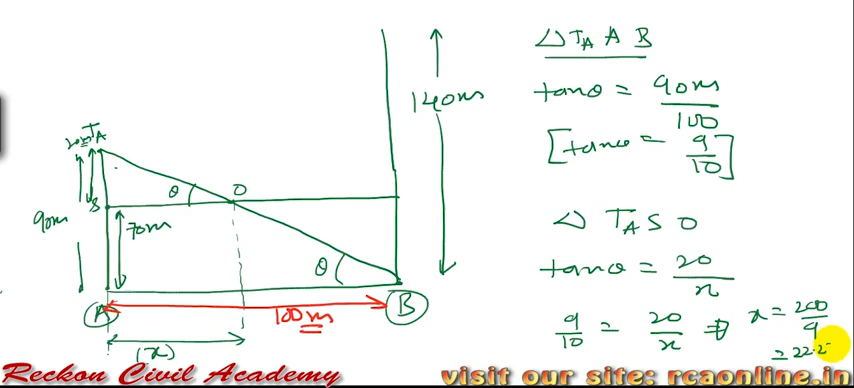 △TA A B
tanθ = 90m/100
[tanθ = 9/10]
△ TA S O
tanθ = 20/x
9/10 = 20/x ⇒ x = 200/9
= 22.2
140m
20m TA
θ O
S
90m 70m
θ
A 100m B
(x)
Reckon Civil Academy
visit our site: rcaonline.in